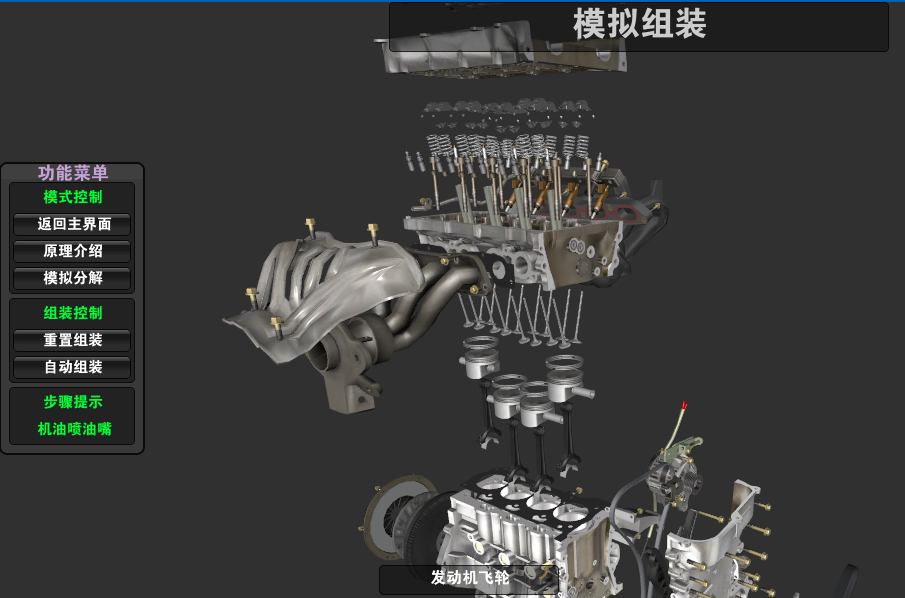 模拟组装
功能菜单
模式控制
返回主界面
原理介绍
模拟分解
组装控制
重置组装
自动组装
步骤提示
机油喷油嘴
发动机飞轮